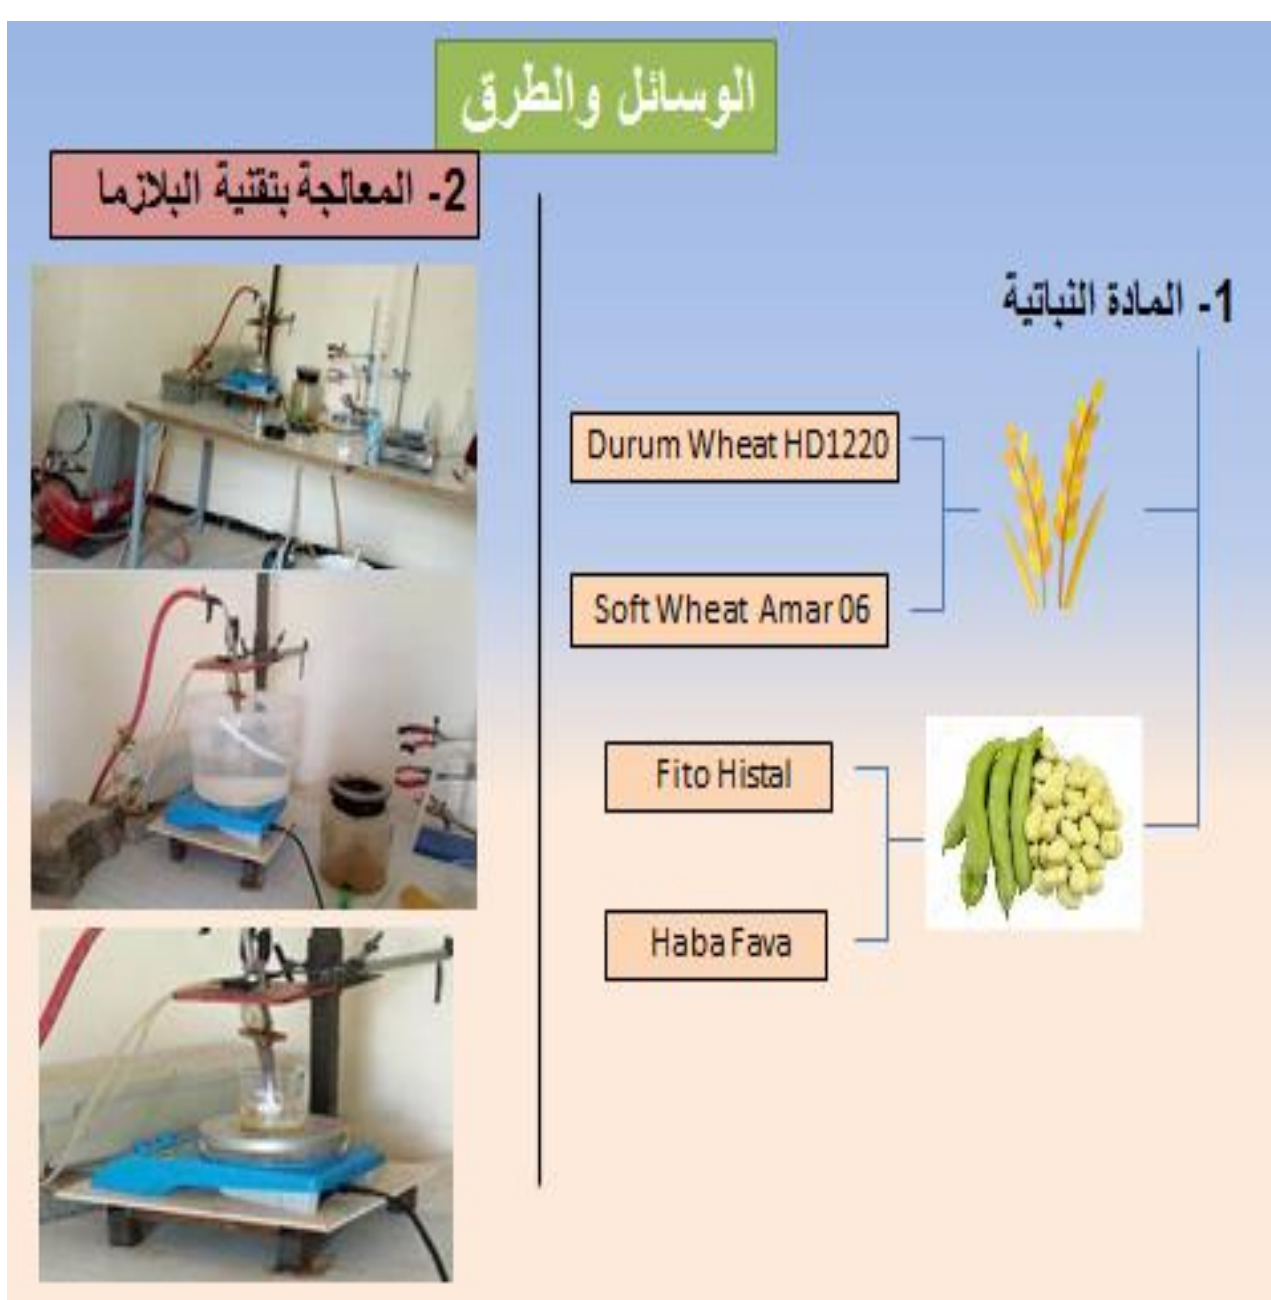 الوسائل والطرق
1- المادة النباتية
Durum Wheat HD1220
Soft Wheat Amar 06
Fito Histal
Haba Fava
2- المعالجة بتقنية البلازما